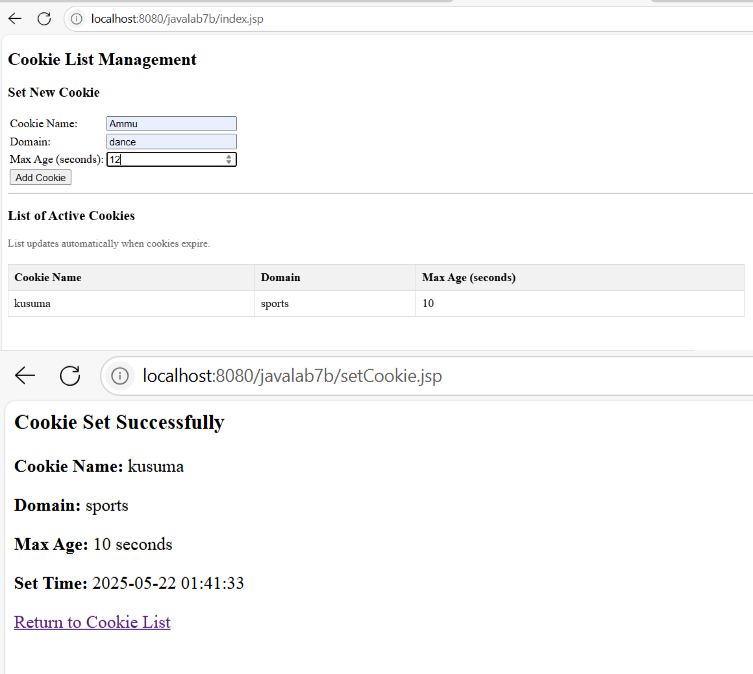 localhost:8080/javalab7b/index.jsp
Cookie List Management
Set New Cookie
Cookie Name: Ammu
Domain: dance
Max Age (seconds): 12
Add Cookie
List of Active Cookies
List updates automatically when cookies expire.
Cookie Name Domain Max Age (seconds)
kusuma sports 10
localhost:8080/javalab7b/setCookie.jsp
Cookie Set Successfully
Cookie Name: kusuma
Domain: sports
Max Age: 10 seconds
Set Time: 2025-05-22 01:41:33
Return to Cookie List